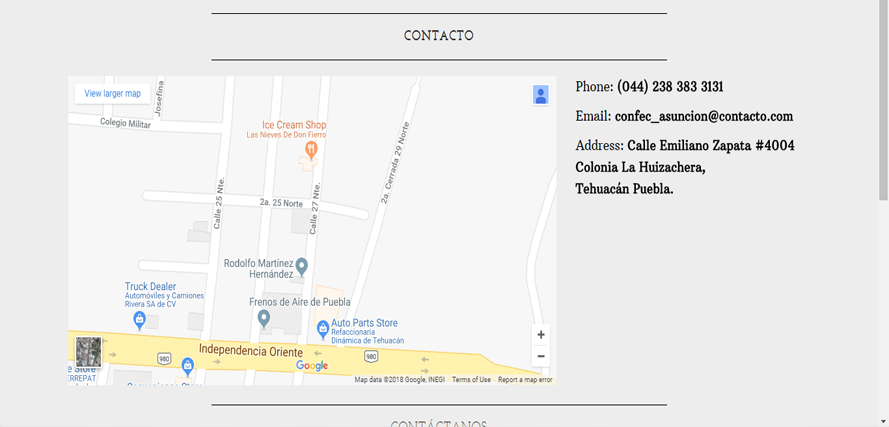 CONTACTO
View larger map
Josefina
Colegio Militar
Ice Cream Shop
Las Nieves De Don Fierro
2a. Cerrada 29 Norte
Calle 25 Nte.
2a. 25 Norte
Calle 27 Nte.
Rodolfo Martínez
Hernández
Truck Dealer
Automóviles y Camiones
Rivera SA de CV
Frenos de Aire de Puebla
Auto Parts Store
Refaccionaria
Dinámica de Tehuacán
Independencia Oriente
980
980
e Store
ERREPAT
Google
Map data ©2018 Google, INEGI
Terms of Use
Report a map error
Phone: (044) 238 383 3131
Email: confec_asuncion@contacto.com
Address: Calle Emiliano Zapata #4004
Colonia La Huizachera,
Tehuacán Puebla.
CONTÁCTANOS